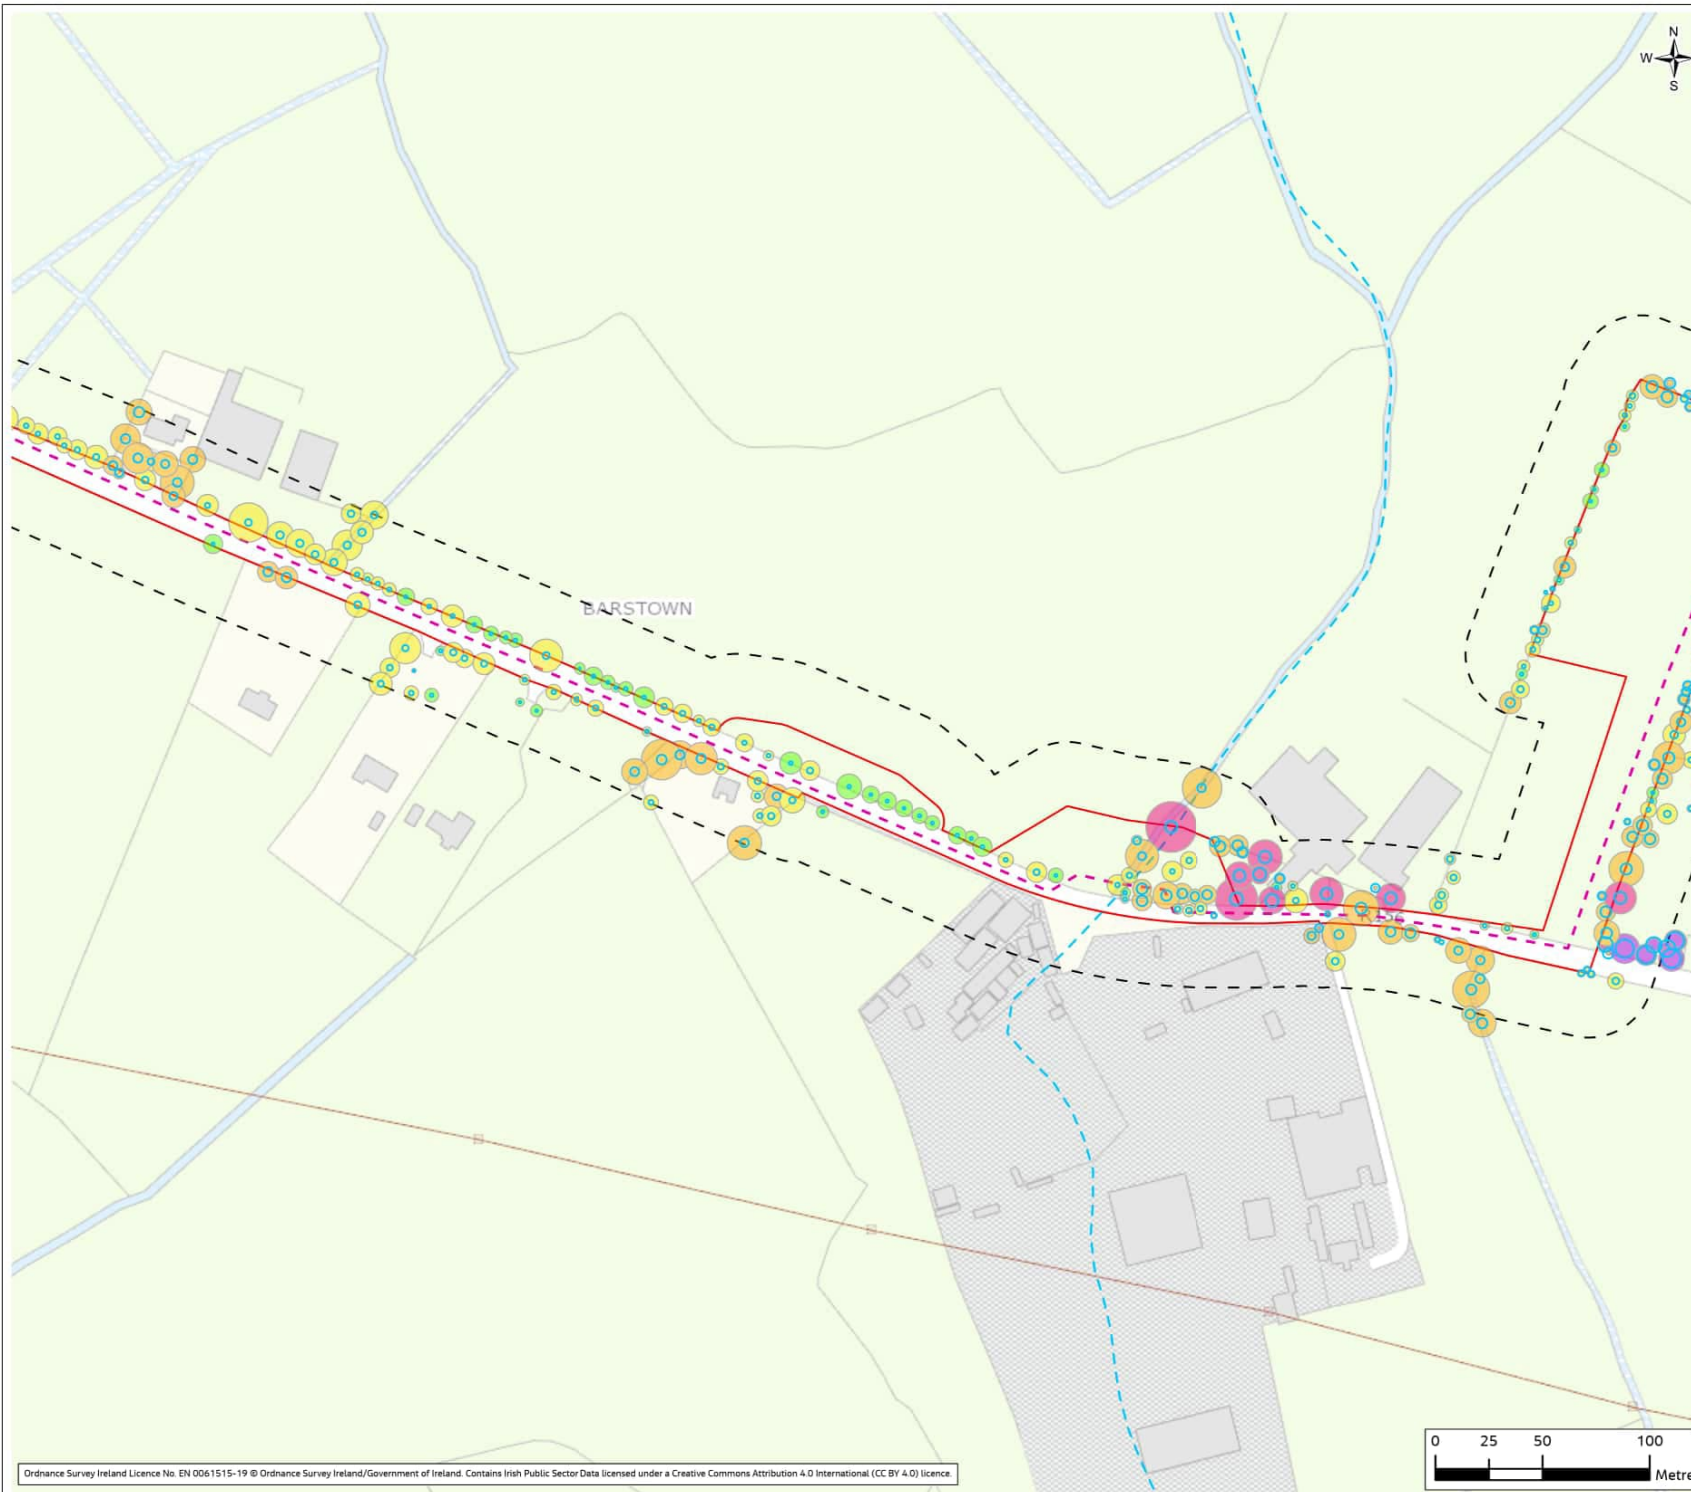 N
W
S
BARSTOWN
0 25 50 100
Metre
Ordnance Survey Ireland Licence No. EN 0061515-19 © Ordnance Survey Ireland/Government of Ireland. Contains Irish Public Sector Data licensed under a Creative Commons Attribution 4.0 International (CC BY 4.0) licence.